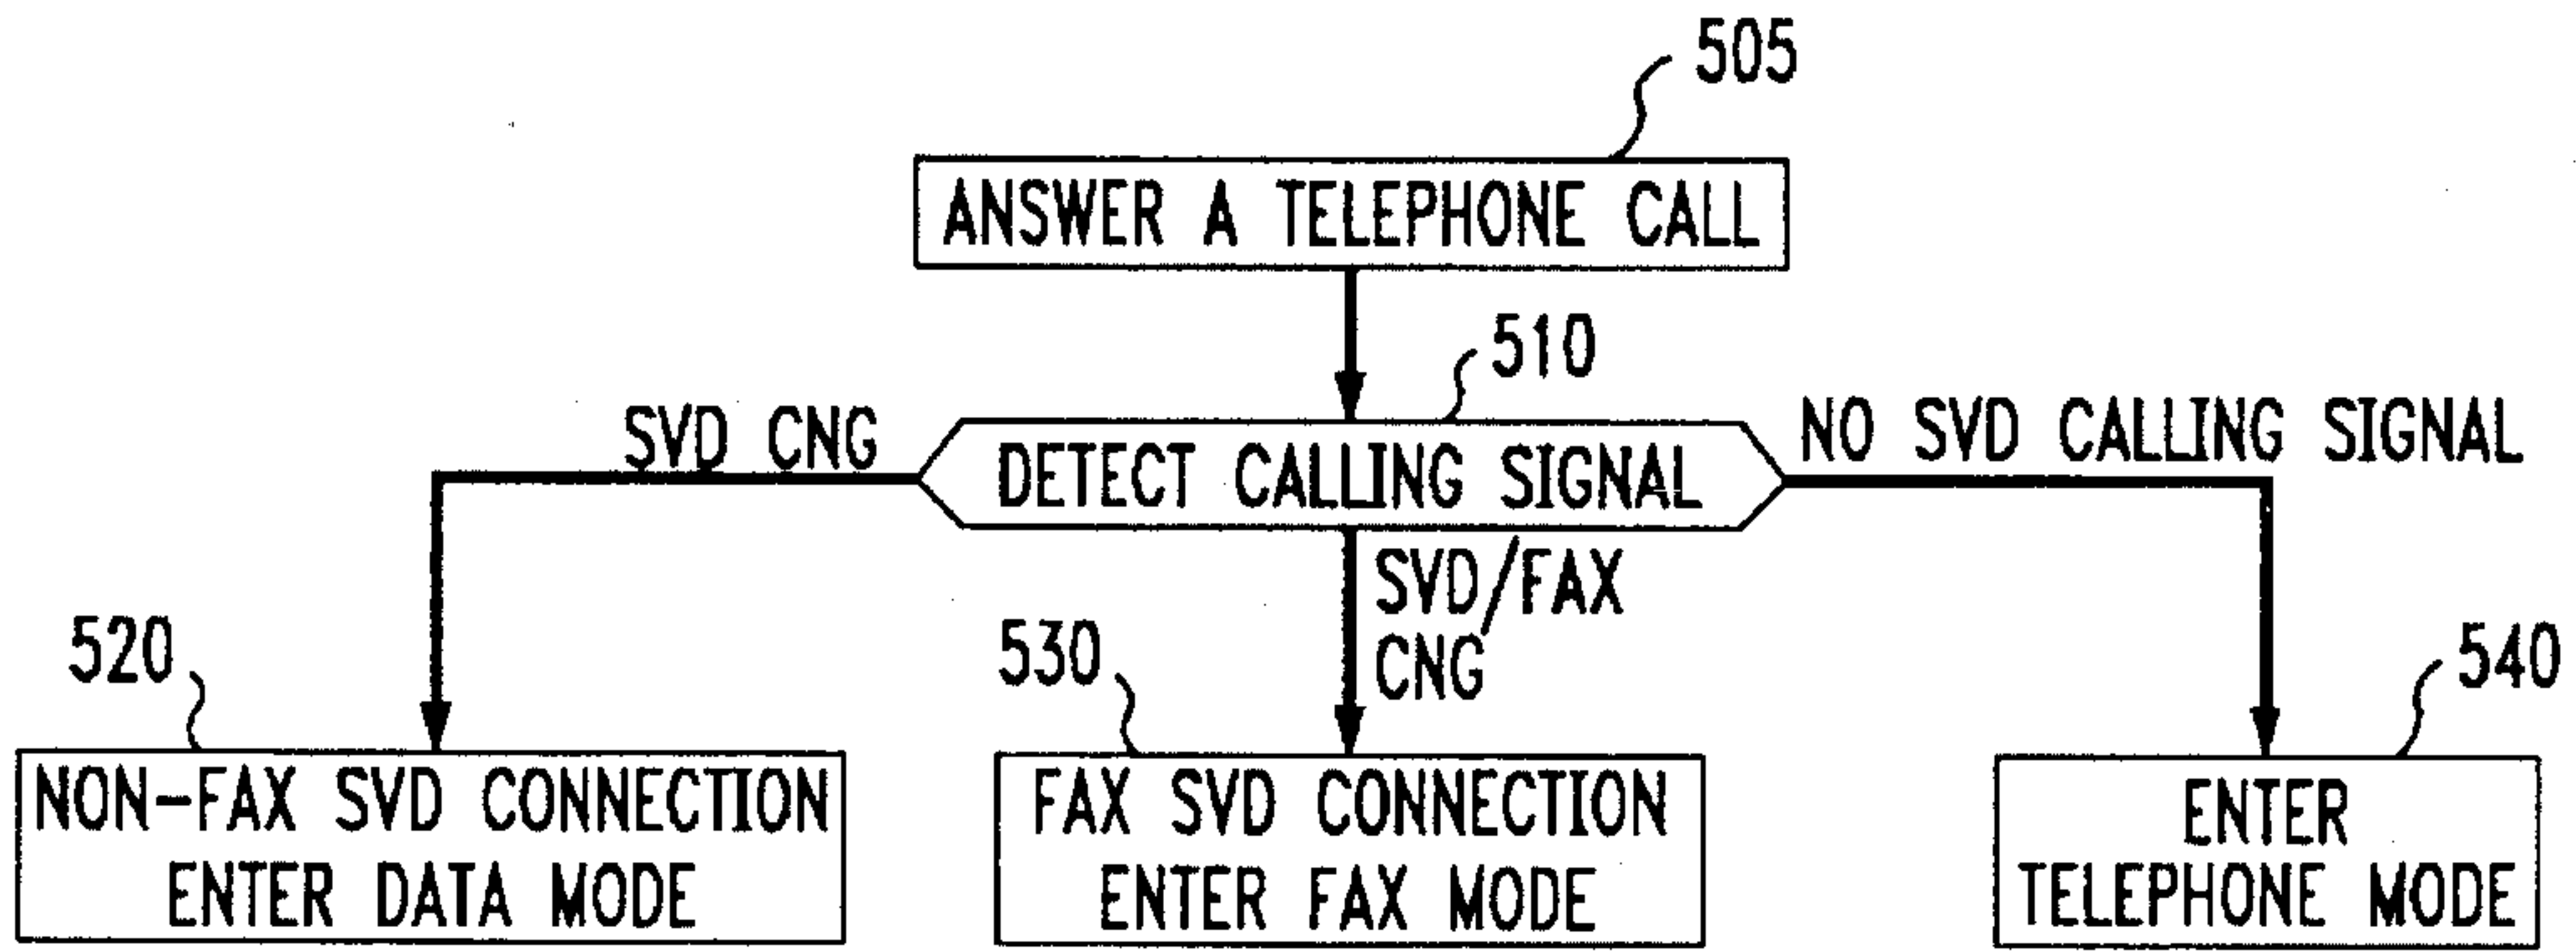 505
ANSWER A TELEPHONE CALL
510
SVD CNG
DETECT CALLING SIGNAL
NO SVD CALLING SIGNAL
SVD/FAX
CNG
520
530
540
NON-FAX SVD CONNECTION
ENTER DATA MODE
FAX SVD CONNECTION
ENTER FAX MODE
ENTER
TELEPHONE MODE